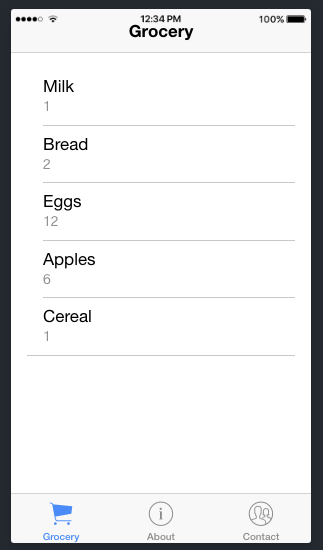 12:34 PM 100%
Grocery
Milk
1
Bread
2
Eggs
12
Apples
6
Cereal
1
Grocery About Contact